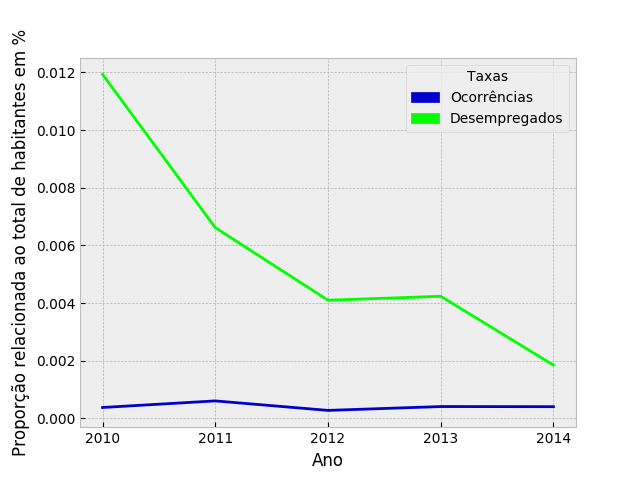 Proporção relacionada ao total de habitantes em %
0.012
0.010
0.008
0.006
0.004
0.002
0.000
Taxas
Ocorrências
Desempregados
2010 2011 2012 2013 2014
Ano